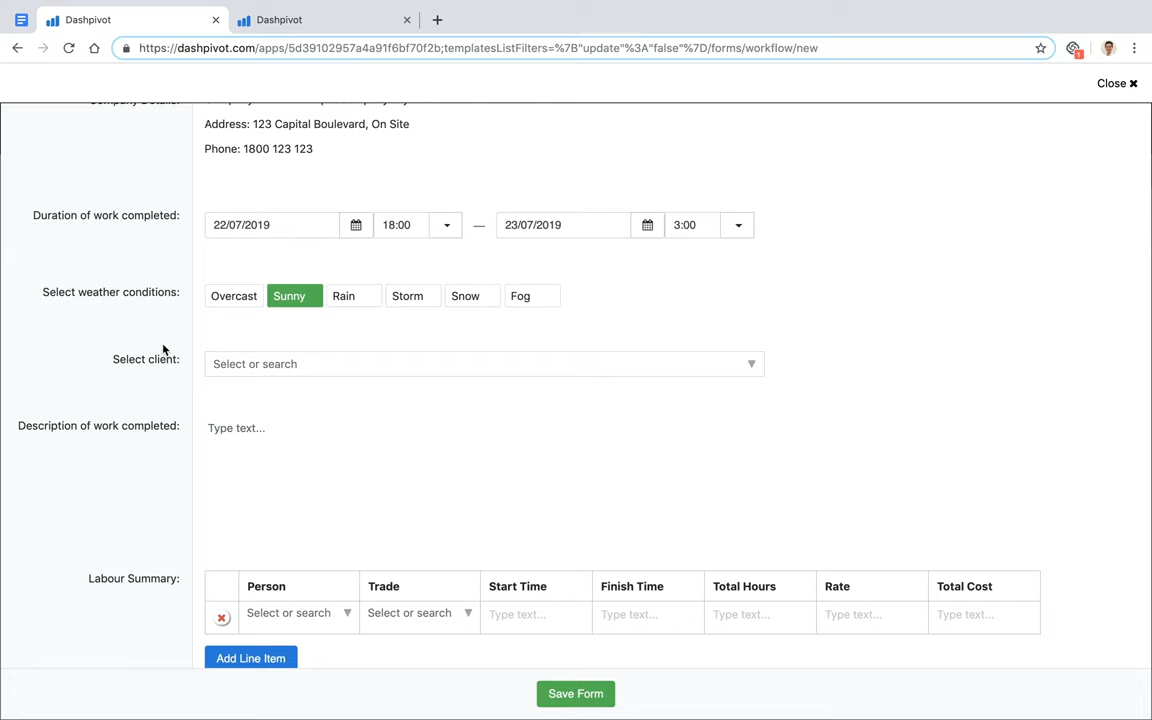 Dashpivot
Dashpivot
https://dashpivot.com/apps/5d39102957a4a91f6bf70f2b;templatesListFilters=%7B"update"%3A"false"%7D/forms/workflow/new
1
Close
Company Details:
Address: 123 Capital Boulevard, On Site
Phone: 1800 123 123
Duration of work completed:
22/07/2019 18:00 — 23/07/2019 3:00
Select weather conditions:
Overcast Sunny Rain Storm Snow Fog
Select client:
Select or search
Description of work completed:
Type text...
Labour Summary:
Person Trade Start Time Finish Time Total Hours Rate Total Cost
Select or search Select or search Type text... Type text... Type text... Type text... Type text...
Add Line Item
Save Form